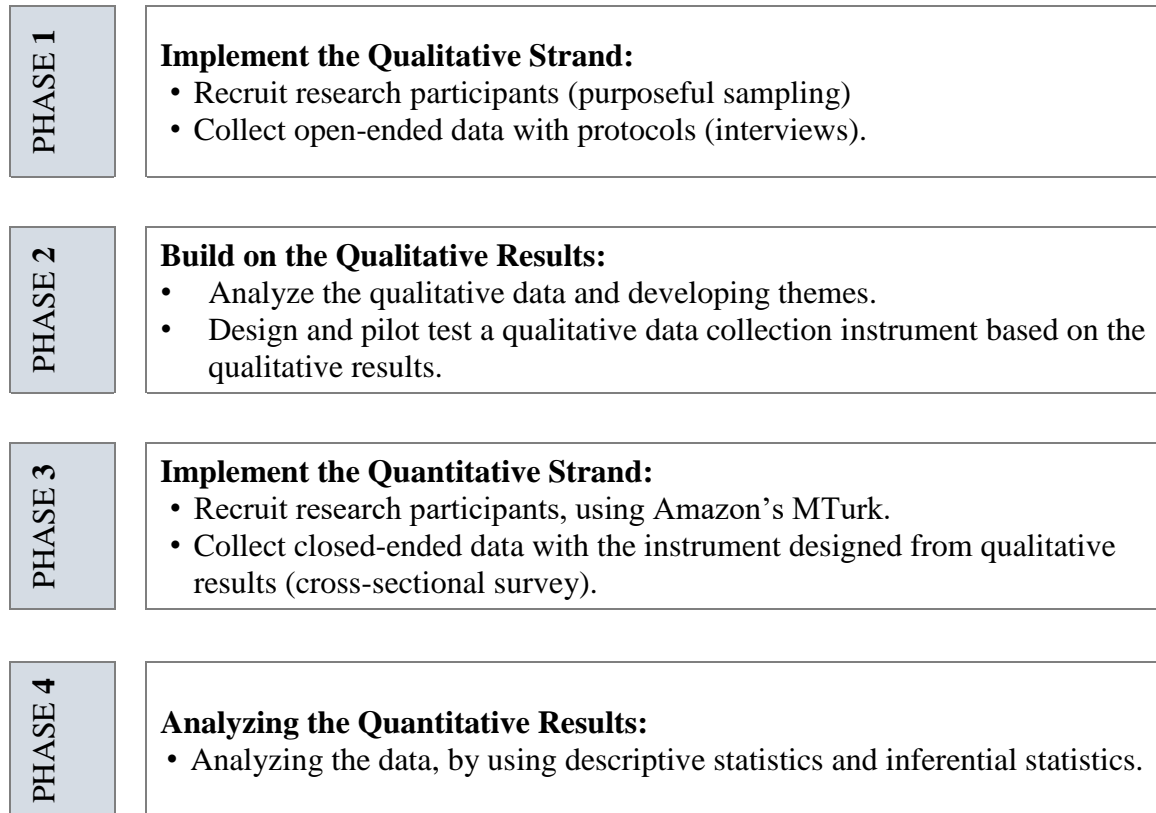 PHASE 1
Implement the Qualitative Strand:
• Recruit research participants (purposeful sampling)
• Collect open-ended data with protocols (interviews).
PHASE 2
Build on the Qualitative Results:
• Analyze the qualitative data and developing themes.
• Design and pilot test a qualitative data collection instrument based on the
qualitative results.
PHASE 3
Implement the Quantitative Strand:
• Recruit research participants, using Amazon’s MTurk.
• Collect closed-ended data with the instrument designed from qualitative
results (cross-sectional survey).
PHASE 4
Analyzing the Quantitative Results:
• Analyzing the data, by using descriptive statistics and inferential statistics.